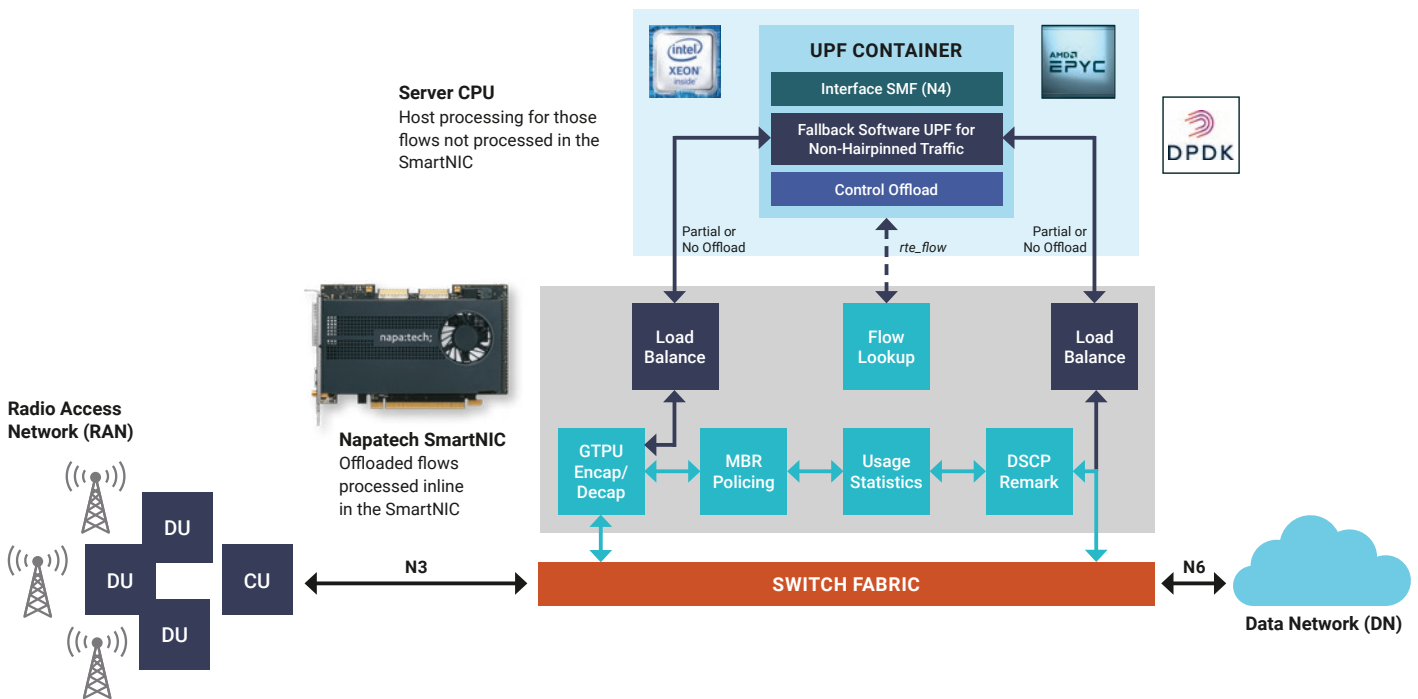 intel
XEON
inside
UPF CONTAINER
AMD
EPYC
Interface SMF (N4)
Fallback Software UPF for
Non-Hairpinned Traffic
Control Offload
DPDK
Server CPU
Host processing for those
flows not processed in the
SmartNIC
Partial or
No Offload
rte_flow
Partial or
No Offload
napa:tech;
Napatech SmartNIC
Offloaded flows
processed inline
in the SmartNIC
Load
Balance
Flow
Lookup
Load
Balance
GTPU
Encap/
Decap
MBR
Policing
Usage
Statistics
DSCP
Remark
Radio Access
Network (RAN)
DU
DU
CU
DU
N3
SWITCH FABRIC
N6
Data Network (DN)